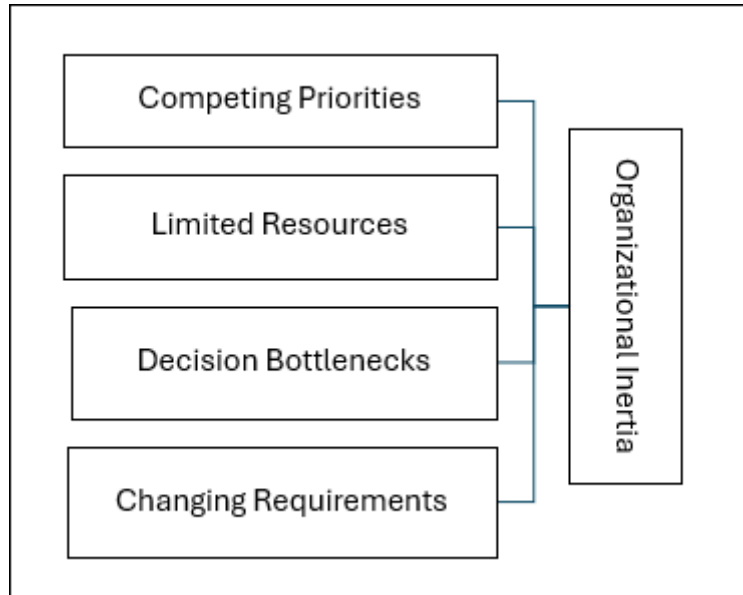 Competing Priorities
Limited Resources
Decision Bottlenecks
Changing Requirements
Organizational Inertia